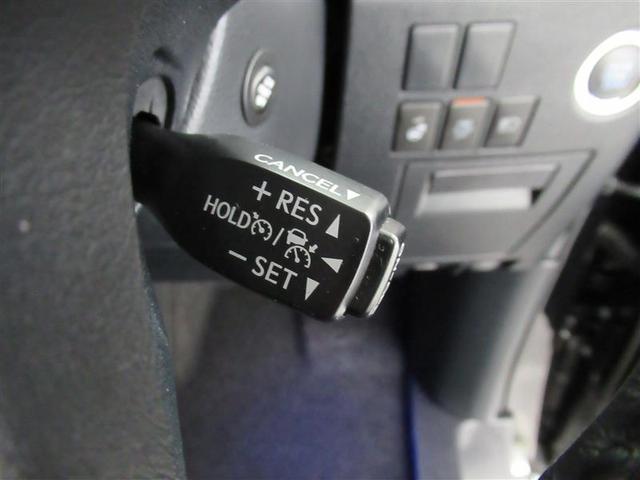 CANCEL▼
+ RES ▲
HOLD / ◀
− SET ▼